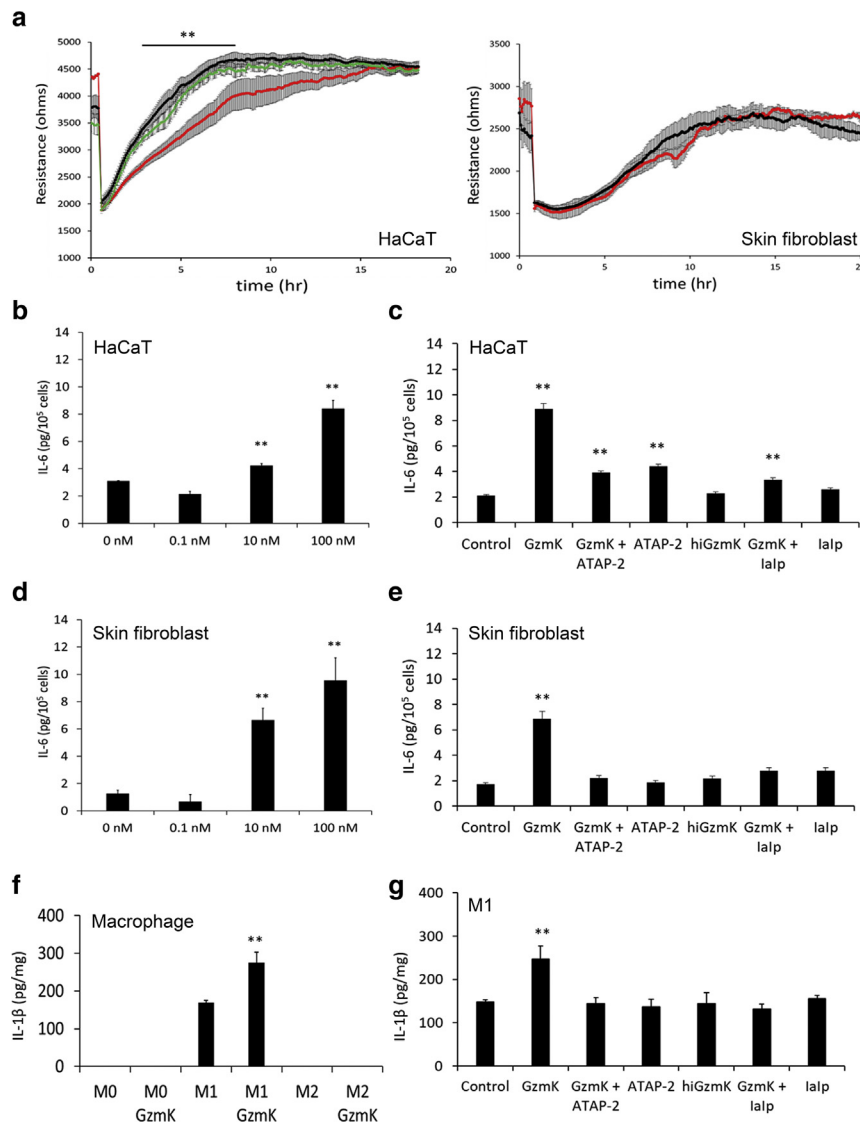 a
**
5000
4500
4000
3500
3000
2500
2000
1500
1000
Resistance (ohms)
0 5 10 15 20
time (hr)
HaCaT
3500
3000
2500
2000
1500
1000
Resistance (ohms)
0 5 10 15 20
time (hr)
Skin fibroblast
b
HaCaT
14
12
10
8
6
4
2
0
IL-6 (pg/10⁵ cells)
** **
0 nM 0.1 nM 10 nM 100 nM
c
HaCaT
14
12
10
8
6
4
2
0
IL-6 (pg/10⁵ cells)
** ** ** **
Control GzmK GzmK + ATAP-2 hiGzmK GzmK + IaIp
ATAP-2 IaIp
d
Skin fibroblast
14
12
10
8
6
4
2
0
IL-6 (pg/10⁵ cells)
** **
0 nM 0.1 nM 10 nM 100 nM
e
Skin fibroblast
14
12
10
8
6
4
2
0
IL-6 (pg/10⁵ cells)
**
Control GzmK GzmK + ATAP-2 hiGzmK GzmK + IaIp
ATAP-2 IaIp
f
Macrophage
400
300
200
100
0
IL-1β (pg/mg)
**
M0 M0 M1 M1 M2 M2
GzmK GzmK GzmK
g
M1
400
300
200
100
0
IL-1β (pg/mg)
**
Control GzmK GzmK + ATAP-2 hiGzmK GzmK + IaIp
ATAP-2 IaIp